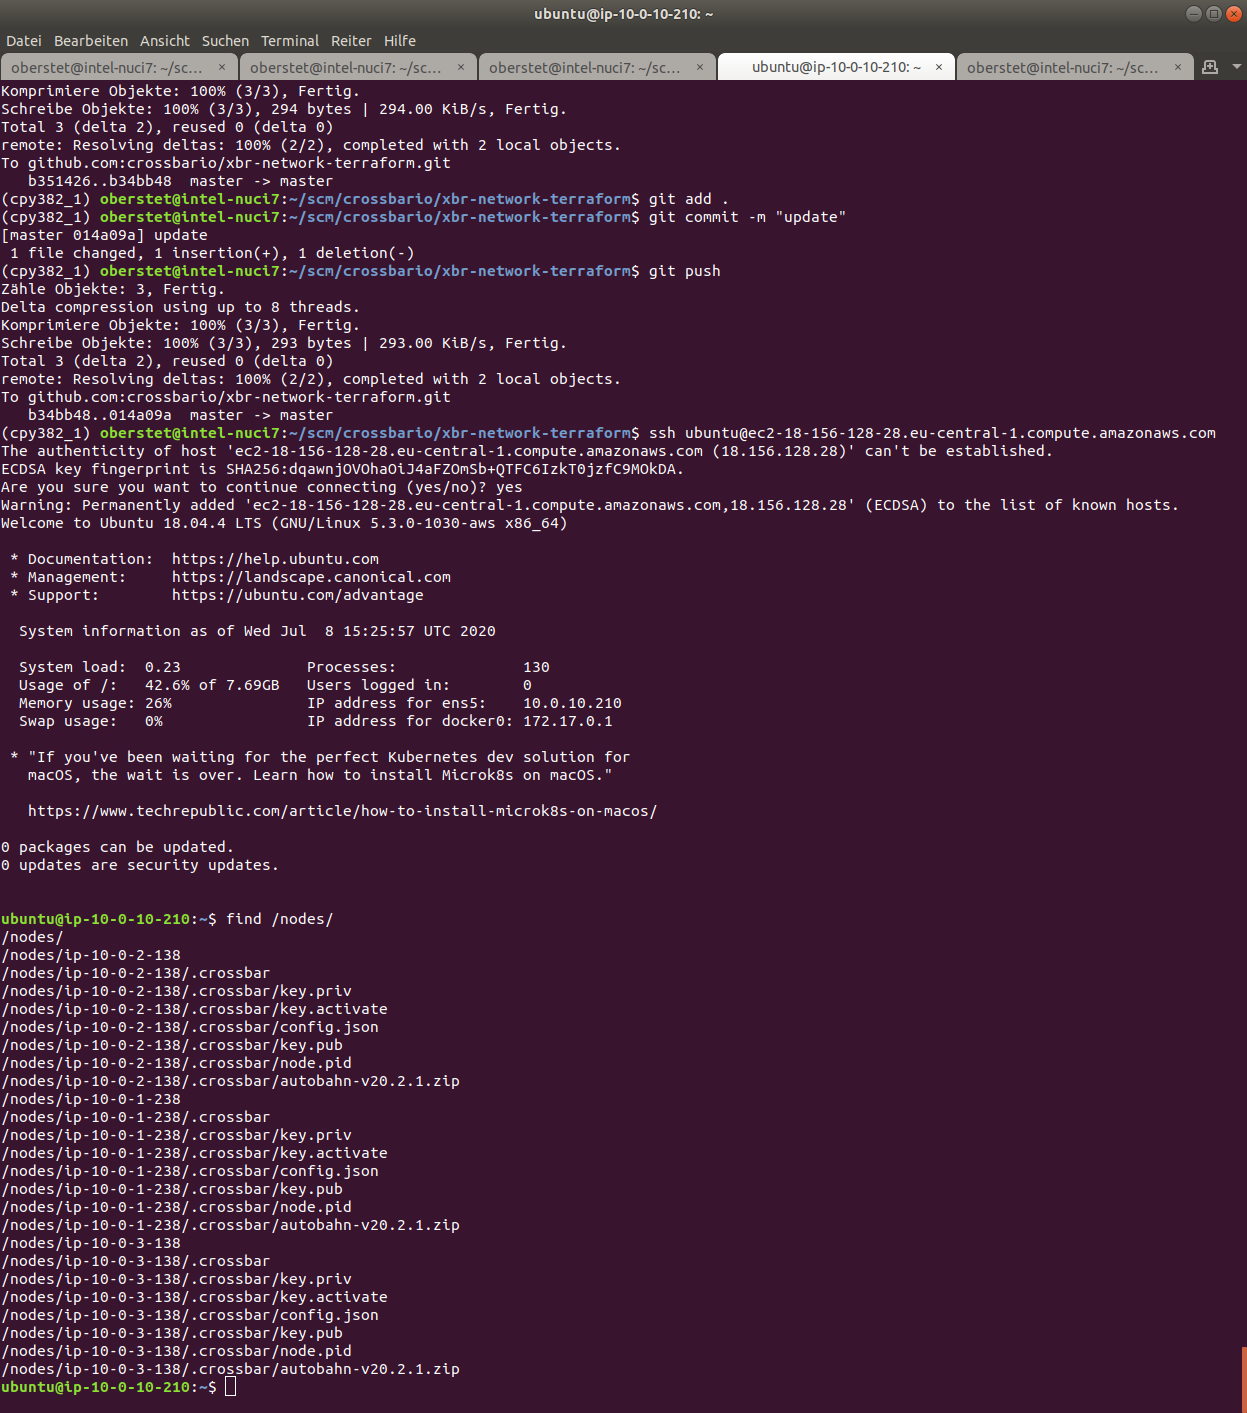 ubuntu@ip-10-0-10-210: ~
Datei Bearbeiten Ansicht Suchen Terminal Reiter Hilfe
oberstet@intel-nuci7: ~/sc... × oberstet@intel-nuci7: ~/sc... × oberstet@intel-nuci7: ~/sc... × ubuntu@ip-10-0-10-210: ~ × oberstet@intel-nuci7: ~/sc... ×
Komprimiere Objekte: 100% (3/3), Fertig.
Schreibe Objekte: 100% (3/3), 294 bytes | 294.00 KiB/s, Fertig.
Total 3 (delta 2), reused 0 (delta 0)
remote: Resolving deltas: 100% (2/2), completed with 2 local objects.
To github.com:crossbario/xbr-network-terraform.git
   b351426..b34bb48  master -> master
(cpy382_1) oberstet@intel-nuci7:~/scm/crossbario/xbr-network-terraform$ git add .
(cpy382_1) oberstet@intel-nuci7:~/scm/crossbario/xbr-network-terraform$ git commit -m "update"
[master 014a09a] update
 1 file changed, 1 insertion(+), 1 deletion(-)
(cpy382_1) oberstet@intel-nuci7:~/scm/crossbario/xbr-network-terraform$ git push
Zähle Objekte: 3, Fertig.
Delta compression using up to 8 threads.
Komprimiere Objekte: 100% (3/3), Fertig.
Schreibe Objekte: 100% (3/3), 293 bytes | 293.00 KiB/s, Fertig.
Total 3 (delta 2), reused 0 (delta 0)
remote: Resolving deltas: 100% (2/2), completed with 2 local objects.
To github.com:crossbario/xbr-network-terraform.git
   b34bb48..014a09a  master -> master
(cpy382_1) oberstet@intel-nuci7:~/scm/crossbario/xbr-network-terraform$ ssh ubuntu@ec2-18-156-128-28.eu-central-1.compute.amazonaws.com
The authenticity of host 'ec2-18-156-128-28.eu-central-1.compute.amazonaws.com (18.156.128.28)' can't be established.
ECDSA key fingerprint is SHA256:dqawnjOVOhaOiJ4aFZOmSb+QTFC6IzkT0jzfC9MOkDA.
Are you sure you want to continue connecting (yes/no)? yes
Warning: Permanently added 'ec2-18-156-128-28.eu-central-1.compute.amazonaws.com,18.156.128.28' (ECDSA) to the list of known hosts.
Welcome to Ubuntu 18.04.4 LTS (GNU/Linux 5.3.0-1030-aws x86_64)
 * Documentation:  https://help.ubuntu.com
 * Management:     https://landscape.canonical.com
 * Support:        https://ubuntu.com/advantage
  System information as of Wed Jul  8 15:25:57 UTC 2020
  System load:  0.23              Processes:              130
  Usage of /:   42.6% of 7.69GB   Users logged in:        0
  Memory usage: 26%               IP address for ens5:    10.0.10.210
  Swap usage:   0%                IP address for docker0: 172.17.0.1
 * "If you've been waiting for the perfect Kubernetes dev solution for
   macOS, the wait is over. Learn how to install Microk8s on macOS."
   https://www.techrepublic.com/article/how-to-install-microk8s-on-macos/
0 packages can be updated.
0 updates are security updates.
ubuntu@ip-10-0-10-210:~$ find /nodes/
/nodes/
/nodes/ip-10-0-2-138
/nodes/ip-10-0-2-138/.crossbar
/nodes/ip-10-0-2-138/.crossbar/key.priv
/nodes/ip-10-0-2-138/.crossbar/key.activate
/nodes/ip-10-0-2-138/.crossbar/config.json
/nodes/ip-10-0-2-138/.crossbar/key.pub
/nodes/ip-10-0-2-138/.crossbar/node.pid
/nodes/ip-10-0-2-138/.crossbar/autobahn-v20.2.1.zip
/nodes/ip-10-0-1-238
/nodes/ip-10-0-1-238/.crossbar
/nodes/ip-10-0-1-238/.crossbar/key.priv
/nodes/ip-10-0-1-238/.crossbar/key.activate
/nodes/ip-10-0-1-238/.crossbar/config.json
/nodes/ip-10-0-1-238/.crossbar/key.pub
/nodes/ip-10-0-1-238/.crossbar/node.pid
/nodes/ip-10-0-1-238/.crossbar/autobahn-v20.2.1.zip
/nodes/ip-10-0-3-138
/nodes/ip-10-0-3-138/.crossbar
/nodes/ip-10-0-3-138/.crossbar/key.priv
/nodes/ip-10-0-3-138/.crossbar/key.activate
/nodes/ip-10-0-3-138/.crossbar/config.json
/nodes/ip-10-0-3-138/.crossbar/key.pub
/nodes/ip-10-0-3-138/.crossbar/node.pid
/nodes/ip-10-0-3-138/.crossbar/autobahn-v20.2.1.zip
ubuntu@ip-10-0-10-210:~$